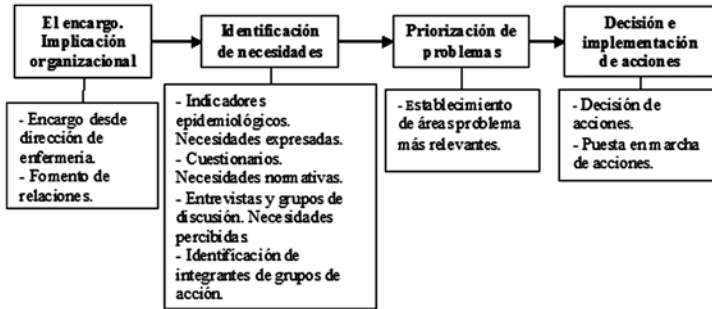 El encargo.
Implicación
organizacional
- Encargo desde
dirección de
enfermería.
- Fomento de
relaciones.
Identificación
de necesidades
- Indicadores
epidemiológicos.
Necesidades expresadas.
- Cuestionarios.
Necesidades normativas.
- Entrevistas y grupos de
discusión. Necesidades
percibidas
- Identificación de
integrantes de grupos de
acción.
Priorización de
problemas
- Establecimiento
de áreas problema
más relevantes.
Decisión e
implementación
de acciones
- Decisión de
acciones.
- Puesta en marcha
de acciones.